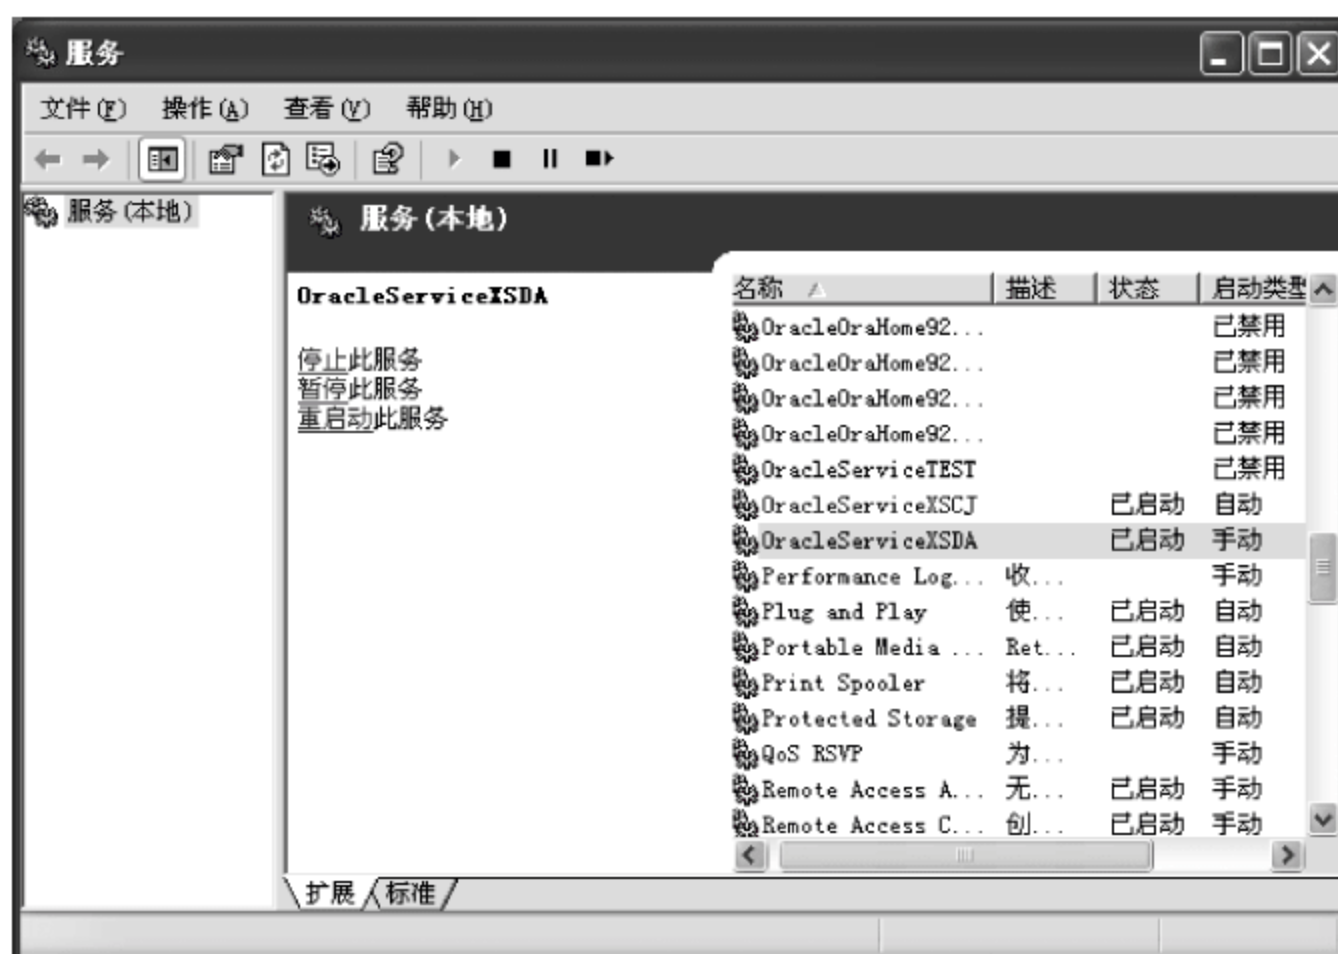 服务
文件(F) 操作(A) 查看(V) 帮助(H)
服务(本地)
服务(本地)
OracleServiceXSDA
停止此服务
暂停此服务
重启动此服务
名称 描述 状态 启动类型
OracleOraHome92... 已禁用
OracleOraHome92... 已禁用
OracleOraHome92... 已禁用
OracleOraHome92... 已禁用
OracleServiceTEST 已禁用
OracleServiceXSCJ 已启动 自动
OracleServiceXSDA 已启动 手动
Performance Log... 收... 手动
Plug and Play 使... 已启动 自动
Portable Media ... Ret... 已启动 自动
Print Spooler 将... 已启动 自动
Protected Storage 提... 已启动 自动
QoS RSVP 为... 手动
Remote Access A... 无... 已启动 手动
Remote Access C... 创... 已启动 手动
扩展 标准